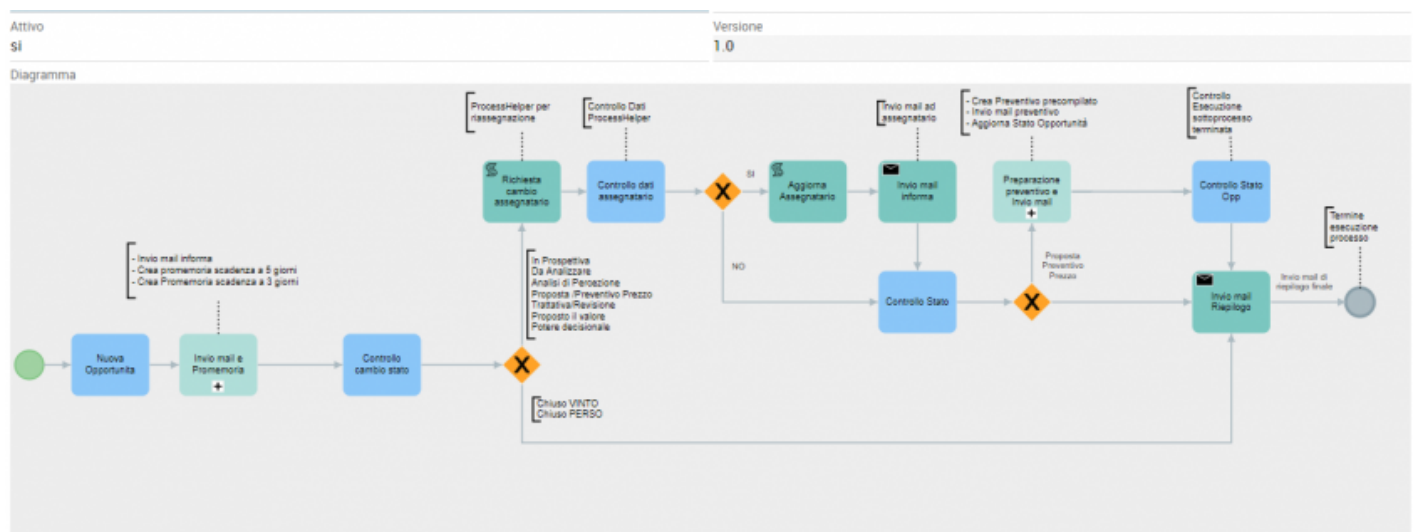 Attivo
si
Versione
1.0
Diagramma
ProcessHelper per
riassegnazione
Controllo Dati
ProcessHelper
Invio mail ad
assegnatario
- Crea Preventivo precompilato
- Invio mail preventivo
- Aggiorna Stato Opportunità
Controllo
Esecuzione
sottoprocesso
terminata
Richiesta
cambio
assegnatario
Controllo dati
assegnatario
SI
Aggiorna
Assegnatario
Invio mail
informa
Preparazione
preventivo e
Invio mail
Controllo Stato
Opp
Termine
esecuzione
processo
- Invio mail informa
- Crea promemoria scadenza a 5 giorni
- Crea Promemoria scadenza a 3 giorni
In Prospettiva
Da Analizzare
Analisi di Percezione
Proposta /Preventivo Prezzo
Trattativa/Revisione
Proposto il valore
Potere decisionale
NO
Proposta
Preventivo
Prezzo
Controllo Stato
Invio mail
Riepilogo
Invio mail di
riepilogo finale
Nuova
Opportunita
Invio mail e
Promemoria
Controllo
cambio stato
Chiuso VINTO
Chiuso PERSO